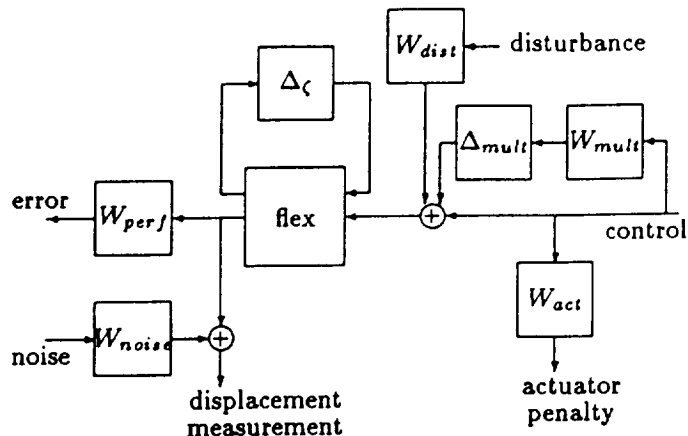 W_dist
disturbance
Δ_ζ
Δ_mult
W_mult
error
W_perf
flex
+
control
W_act
noise
W_noise
+
displacement
measurement
actuator
penalty